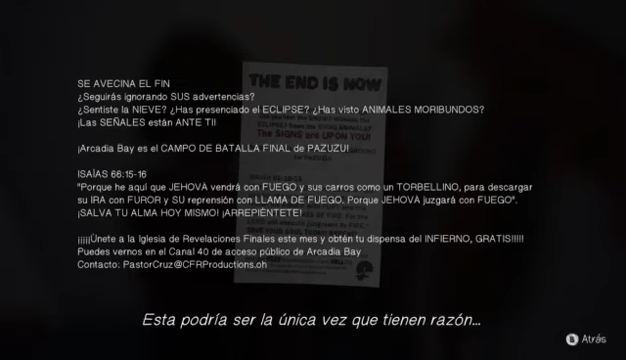 THE END IS NOW
SE AVECINA EL FIN
¿Seguirás ignorando SUS advertencias?
¿Sentiste la NIEVE? ¿Has presenciado el ECLIPSE? ¿Has visto ANIMALES MORIBUNDOS?
¡Las SEÑALES están ANTE TI!
The SIGNS are UPON YOU!
¡Arcadia Bay es el CAMPO DE BATALLA FINAL de PAZUZU!
ISAÍAS 66:15-16
"Porque he aquí que JEHOVÁ vendrá con FUEGO y sus carros como un TORBELLINO, para descargar
su IRA con FUROR y SU reprensión con LLAMA DE FUEGO. Porque JEHOVÁ juzgará con FUEGO".
¡SALVA TU ALMA HOY MISMO! ¡ARREPIÉNTETE!
¡¡¡¡¡Únete a la Iglesia de Revelaciones Finales este mes y obtén tu dispensa del INFIERNO, GRATIS!!!!!
Puedes vernos en el Canal 40 de acceso público de Arcadia Bay
Contacto: PastorCruz@CFRProductions.oh
Esta podría ser la única vez que tienen razón...
B Atrás